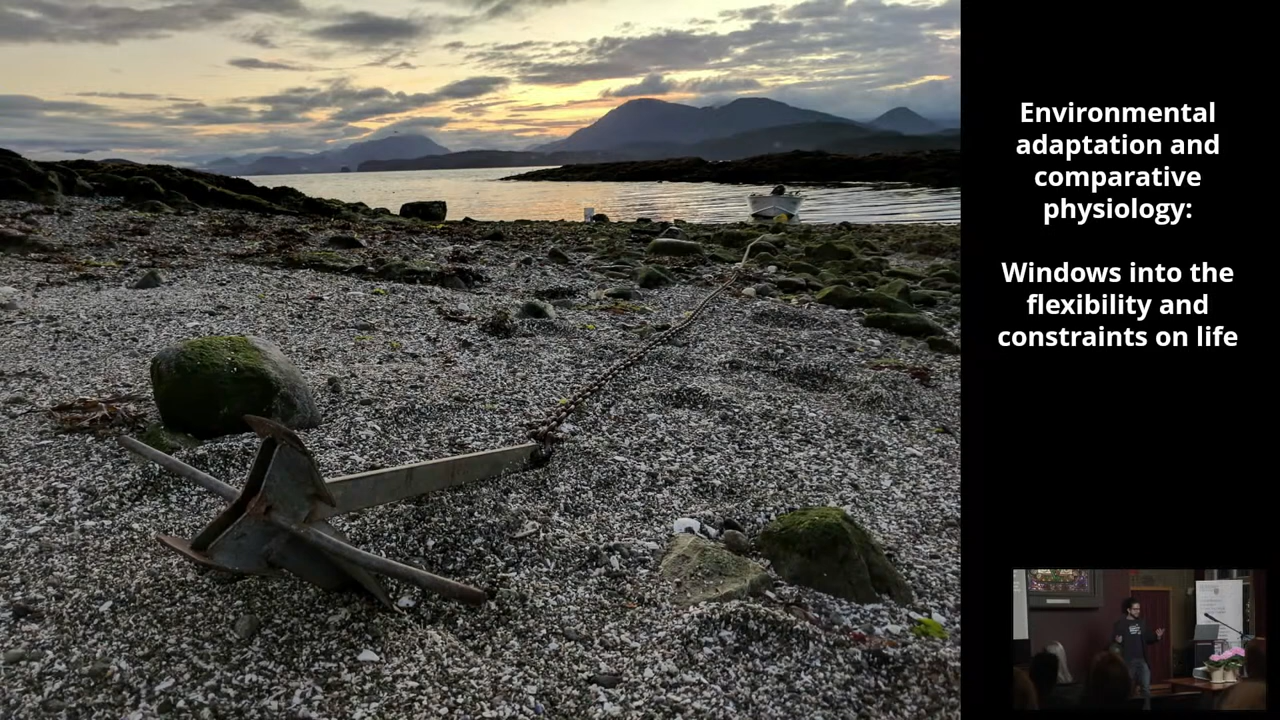 Environmental
adaptation and
comparative
physiology:
Windows into the
flexibility and
constraints on life